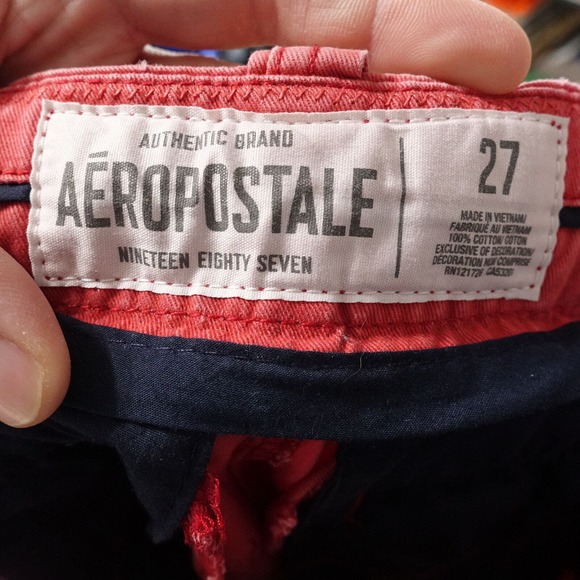 AUTHENTIC BRAND
AÉROPOSTALE
NINETEEN EIGHTY SEVEN
27
MADE IN VIETNAM
FABRIQUÉ AU VIETNAM
100% COTTON/COTON
EXCLUSIVE OF DECORATION/
DÉCORATION NON COMPRISE